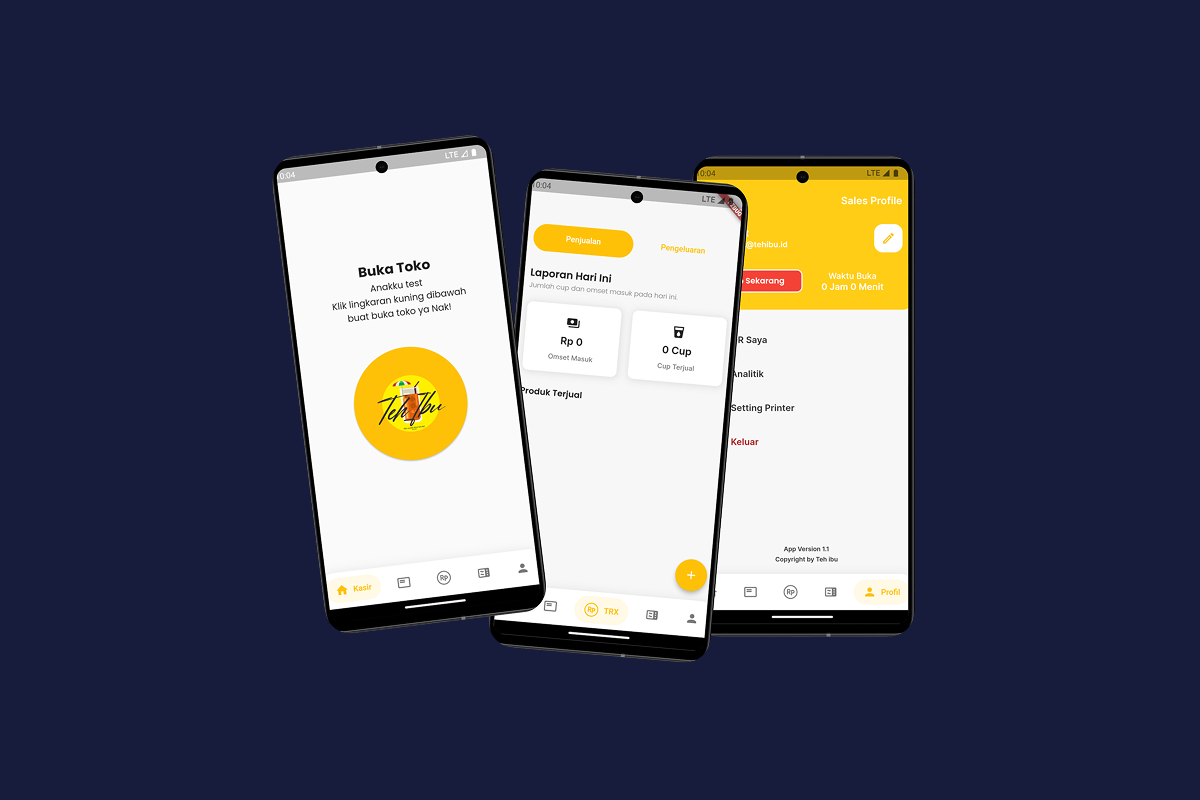 0:04
LTE
Buka Toko
Anakku test
Klik lingkaran kuning dibawah
buat buka toko ya Nak!
Teh Ibu
Kasir
Rp
0:04
LTE
Penjualan
Pengeluaran
Laporan Hari Ini
Jumlah cup dan omset masuk pada hari ini.
Rp 0
Omset Masuk
0 Cup
Cup Terjual
Produk Terjual
+
Rp
TRX
0:04
LTE
Sales Profile
@tehibu.id
Sekarang
Waktu Buka
0 Jam 0 Menit
R Saya
Analitik
Setting Printer
Keluar
App Version 1.1
Copyright by Teh ibu
Rp
Profil